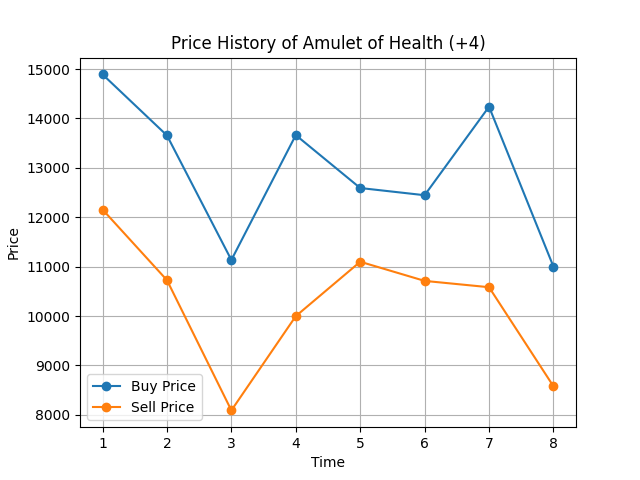 Price History of Amulet of Health (+4)
15000
14000
13000
12000
11000
10000
9000
8000
Price
Buy Price
Sell Price
1 2 3 4 5 6 7 8
Time